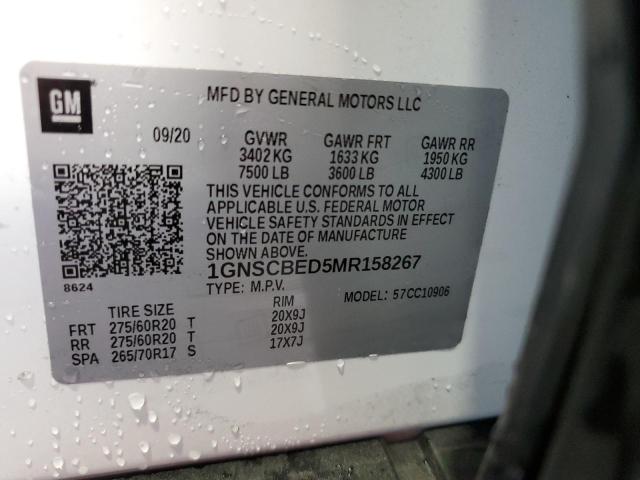 GM
MFD BY GENERAL MOTORS LLC
09/20 GVWR GAWR FRT GAWR RR
3402 KG 1633 KG 1950 KG
7500 LB 3600 LB 4300 LB
THIS VEHICLE CONFORMS TO ALL
APPLICABLE U.S. FEDERAL MOTOR
VEHICLE SAFETY STANDARDS IN EFFECT
ON THE DATE OF MANUFACTURE
SHOWN ABOVE.
1GNSCBED5MR158267
8624
TYPE: M.P.V. MODEL: 57CC10906
TIRE SIZE RIM
FRT 275/60R20 T 20X9J
RR 275/60R20 T 20X9J
SPA 265/70R17 S 17X7J